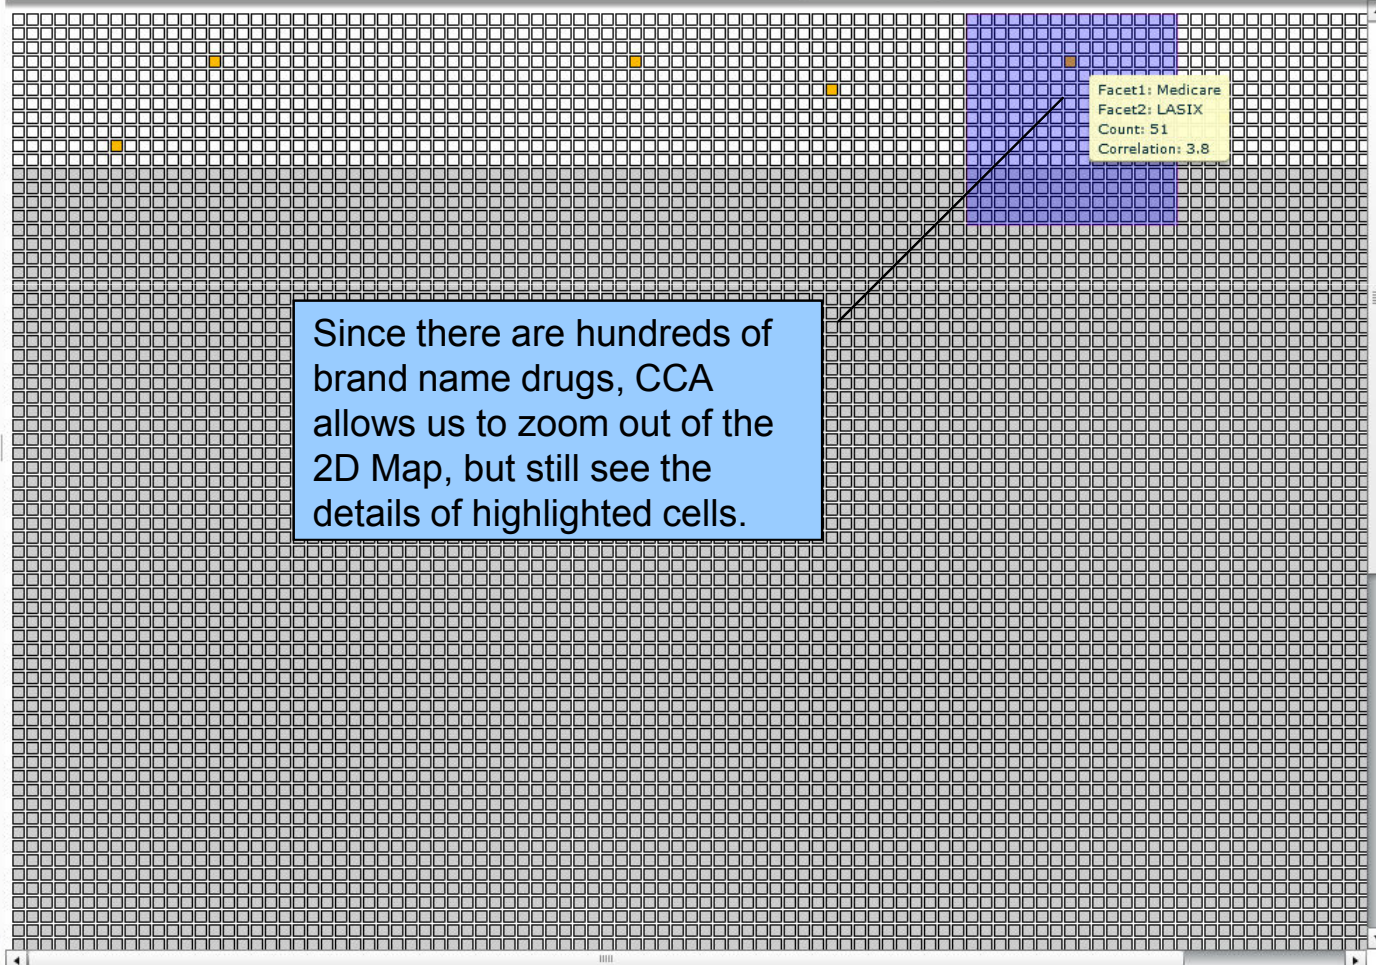 Facet1: Medicare
Facet2: LASIX
Count: 51
Correlation: 3.8
Since there are hundreds of
brand name drugs, CCA
allows us to zoom out of the
2D Map, but still see the
details of highlighted cells.